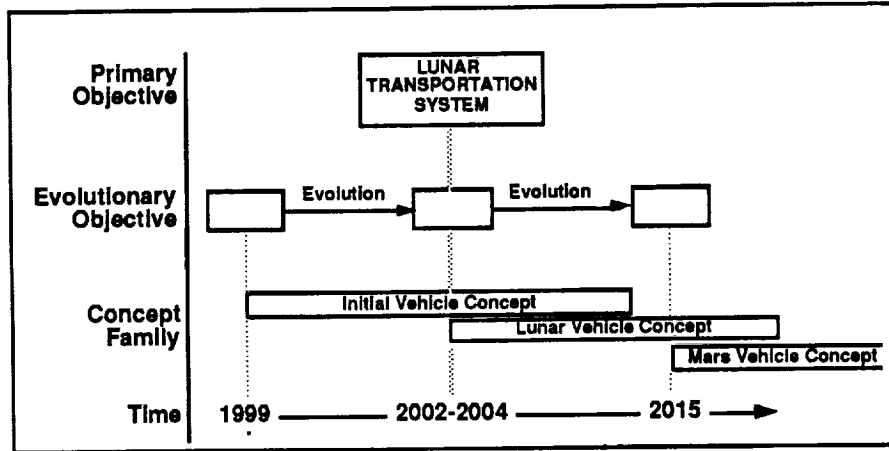 Primary
Objective
LUNAR
TRANSPORTATION
SYSTEM
Evolutionary
Objective
Evolution
Evolution
Concept
Family
Initial Vehicle Concept
Lunar Vehicle Concept
Mars Vehicle Concept
Time
1999
2002-2004
2015